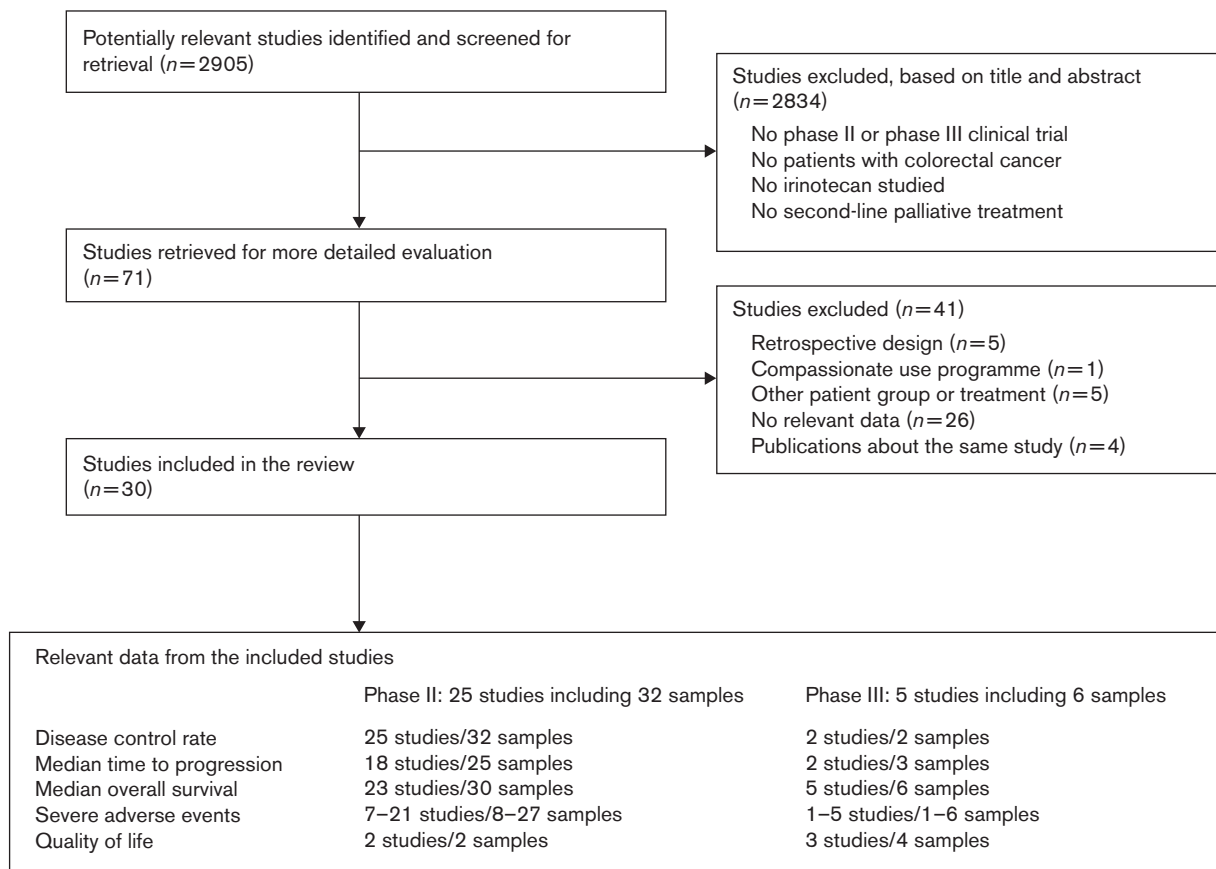 Potentially relevant studies identified and screened for
retrieval (n=2905)
Studies excluded, based on title and abstract
(n=2834)
No phase II or phase III clinical trial
No patients with colorectal cancer
No irinotecan studied
No second-line palliative treatment
Studies retrieved for more detailed evaluation
(n=71)
Studies excluded (n=41)
Retrospective design (n=5)
Compassionate use programme (n=1)
Other patient group or treatment (n=5)
No relevant data (n=26)
Publications about the same study (n=4)
Studies included in the review
(n=30)
Relevant data from the included studies
Phase II: 25 studies including 32 samples Phase III: 5 studies including 6 samples
Disease control rate 25 studies/32 samples 2 studies/2 samples
Median time to progression 18 studies/25 samples 2 studies/3 samples
Median overall survival 23 studies/30 samples 5 studies/6 samples
Severe adverse events 7–21 studies/8–27 samples 1–5 studies/1–6 samples
Quality of life 2 studies/2 samples 3 studies/4 samples